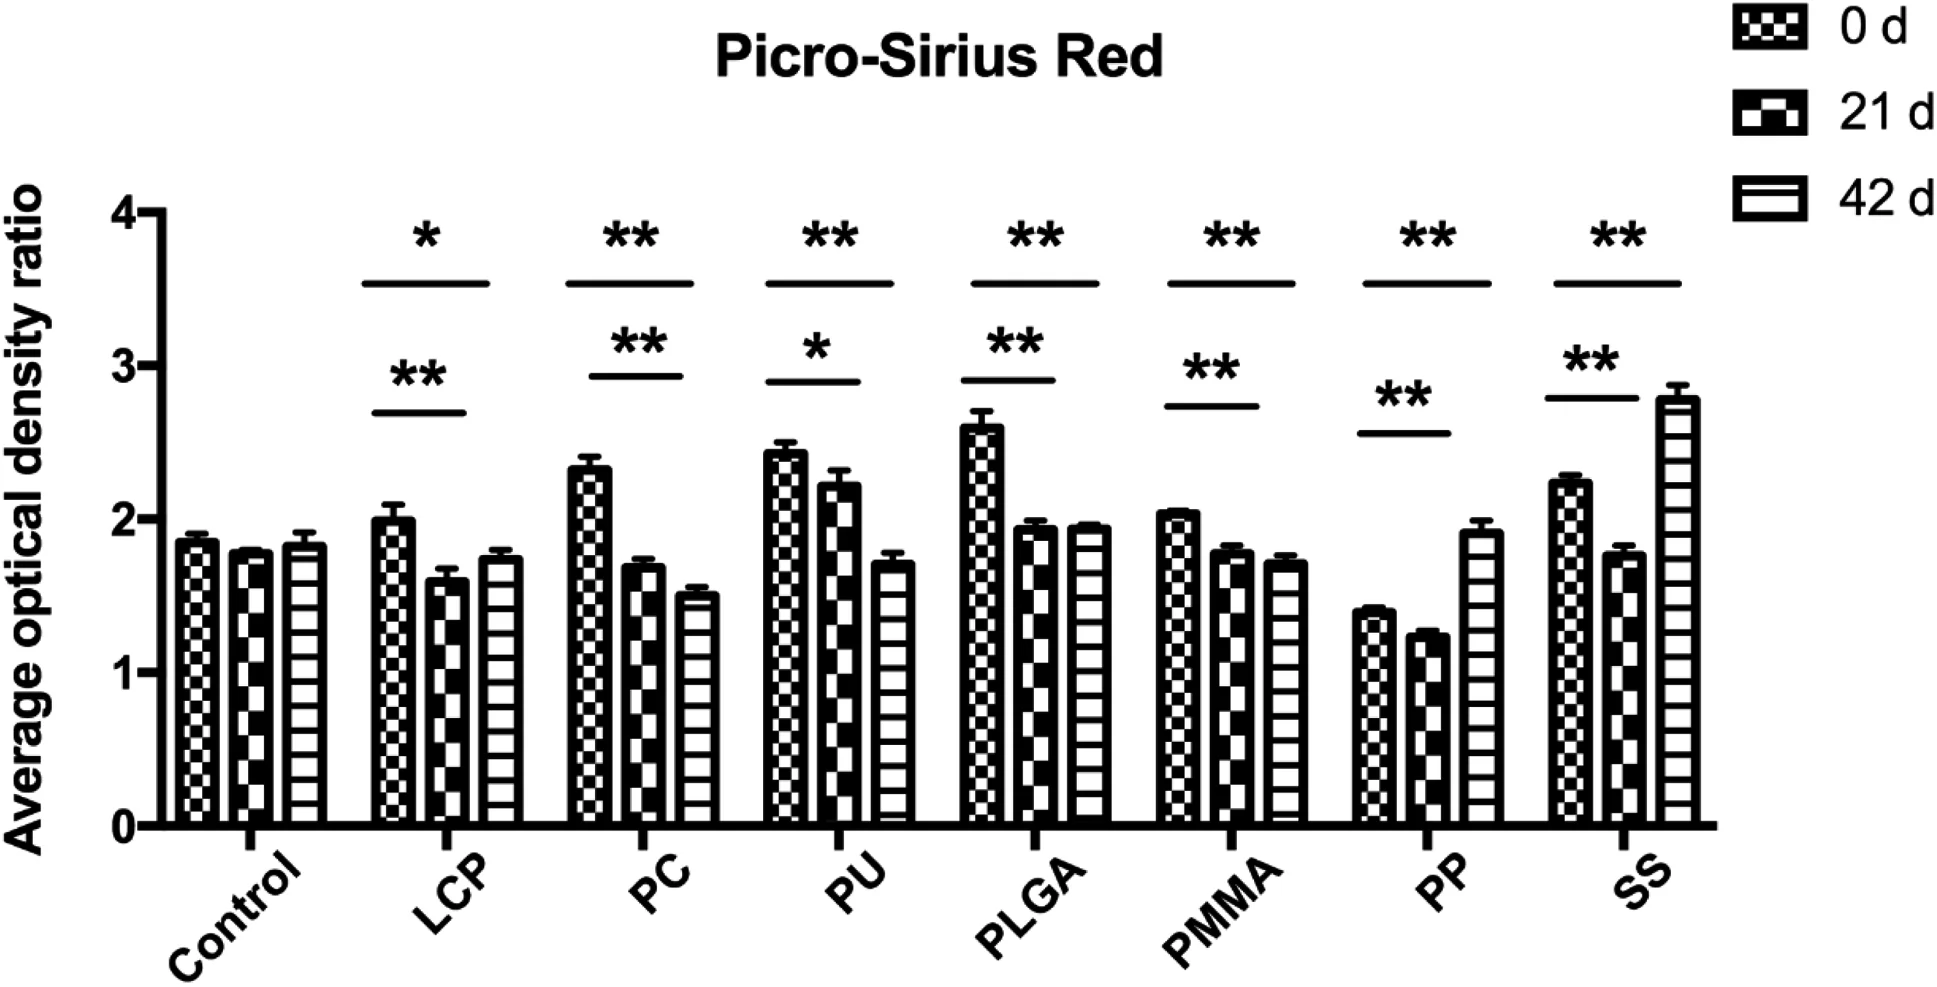 Picro-Sirius Red
0 d
21 d
42 d
Average optical density ratio
4
3
2
1
0
* ** ** ** ** ** **
** ** * ** ** ** **
Control LCP PC PU PLGA PMMA PP SS